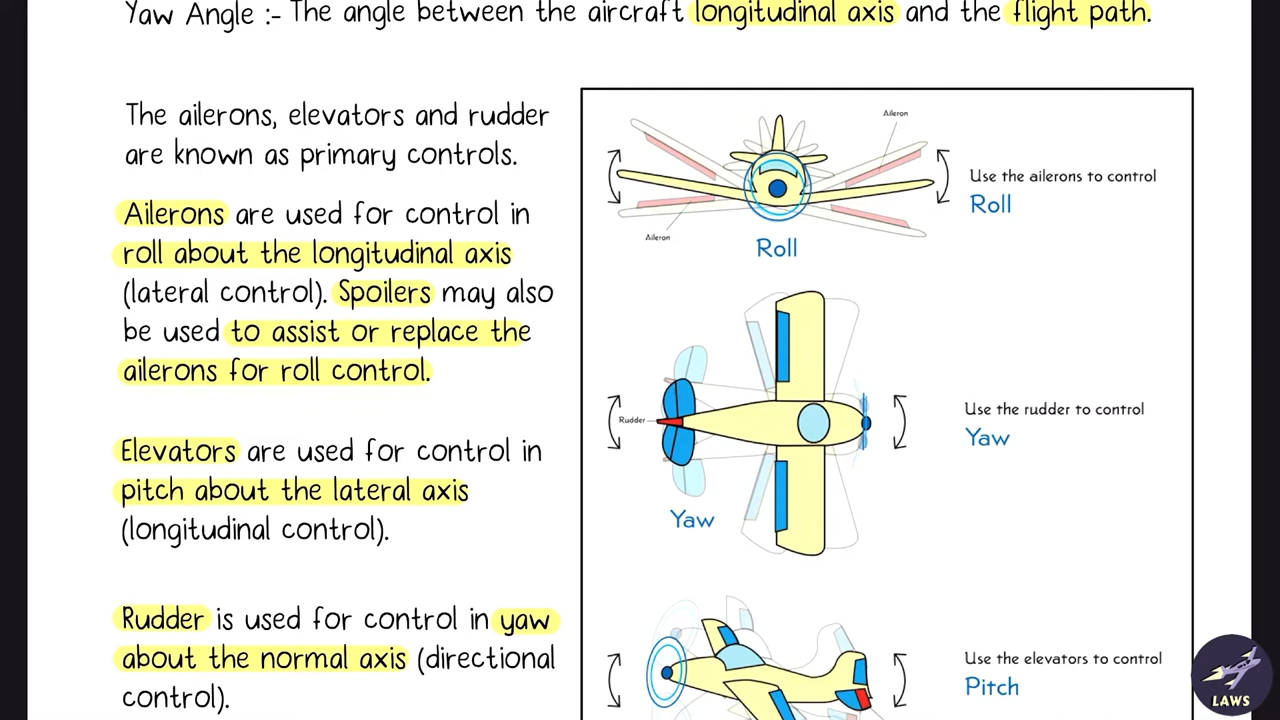 Yaw Angle :- The angle between the aircraft longitudinal axis and the flight path.
The ailerons, elevators and rudder
are known as primary controls.
Ailerons are used for control in
roll about the longitudinal axis
(lateral control). Spoilers may also
be used to assist or replace the
ailerons for roll control.
Elevators are used for control in
pitch about the lateral axis
(longitudinal control).
Rudder is used for control in yaw
about the normal axis (directional
control).
Aileron
Aileron
Roll
Use the ailerons to control
Roll
Rudder
Yaw
Use the rudder to control
Yaw
Use the elevators to control
Pitch
LAWS